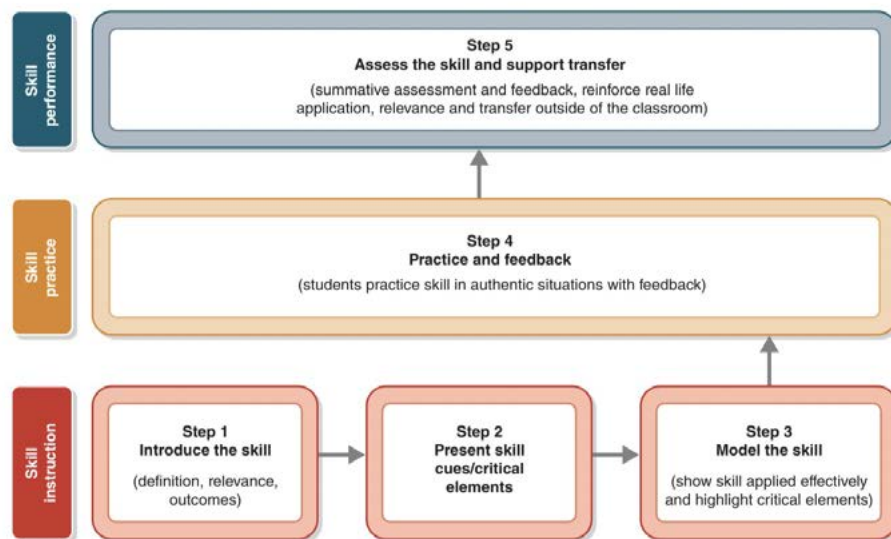 Skill
performance
Step 5
Assess the skill and support transfer
(summative assessment and feedback, reinforce real life
application, relevance and transfer outside of the classroom)
Skill
practice
Step 4
Practice and feedback
(students practice skill in authentic situations with feedback)
Skill
instruction
Step 1
Introduce the skill
(definition, relevance,
outcomes)
Step 2
Present skill
cues/critical
elements
Step 3
Model the skill
(show skill applied effectively
and highlight critical elements)